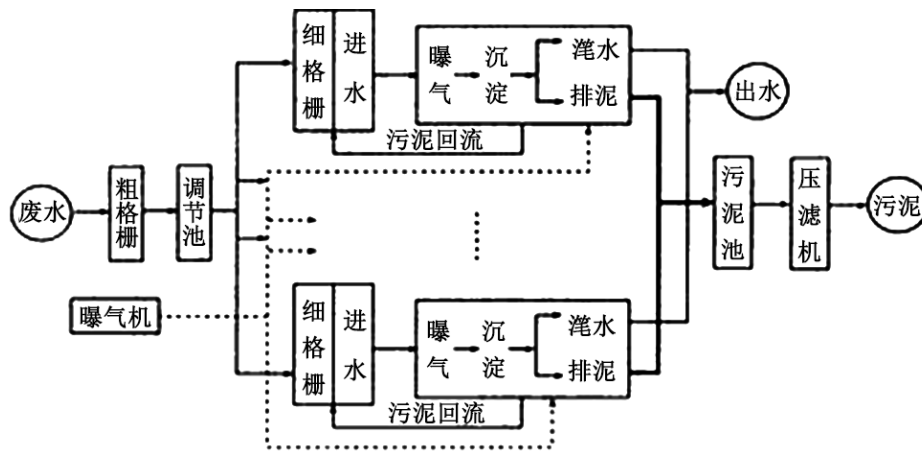 细格栅
进水
曝气
沉淀
滗水
排泥
出水
污泥回流
废水
粗格栅
调节池
污泥池
压滤机
污泥
曝气机
细格栅
进水
曝气
沉淀
滗水
排泥
污泥回流